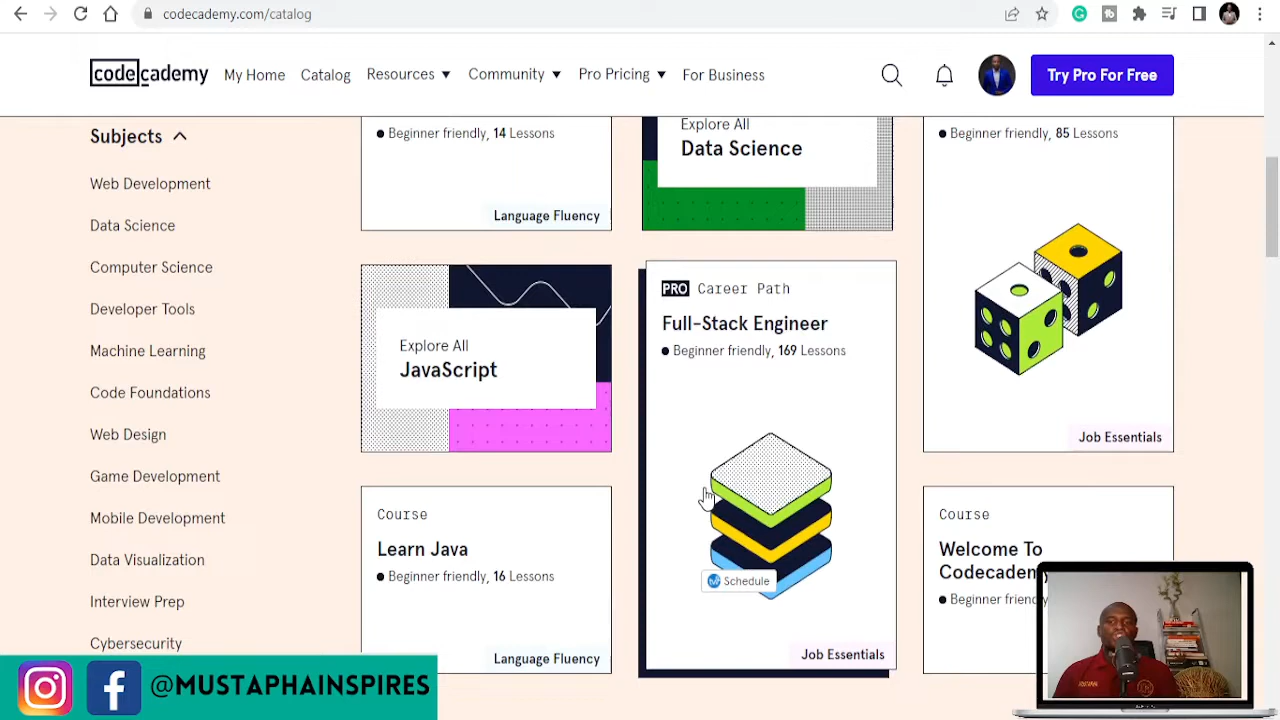 codecademy.com/catalog
codecademy
My Home
Catalog
Resources
Community
Pro Pricing
For Business
Try Pro For Free
Subjects
Web Development
Data Science
Computer Science
Developer Tools
Machine Learning
Code Foundations
Web Design
Game Development
Mobile Development
Data Visualization
Interview Prep
Cybersecurity
Beginner friendly, 14 Lessons
Language Fluency
Explore All
Data Science
Beginner friendly, 85 Lessons
Job Essentials
Explore All
JavaScript
PRO Career Path
Full-Stack Engineer
Beginner friendly, 169 Lessons
Schedule
Job Essentials
Course
Learn Java
Beginner friendly, 16 Lessons
Language Fluency
Course
Welcome To
Beginner
@MUSTAPHAINSPIRES